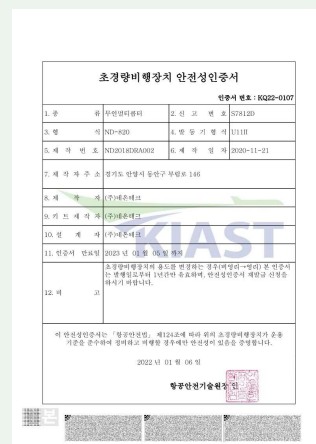 초경량비행장치 안전성인증서
인증서 번호 : KQ22-0107
1. 종 류 무인멀티콥터 2. 신 고 번 호 S7812D
3. 형 식 ND-820 4. 발 동 기 형 식 U11II
5. 제 작 번 호 ND2018DRA002 6. 제 작 일 자 2020-11-21
7. 제 작 자 주 소 경기도 안양시 동안구 부림로 146
8. 제 작 자 (주)네온테크
9. 키 트 제 작 자 (주)네온테크
10. 설 계 자 (주)네온테크
11. 인증서 만료일 2023 년 01 월 05 일 까지
12. 비 고 초경량비행장치의 용도를 변경하는 경우(비영리→영리) 본 인증서
는 발행일로부터 1년간만 유효하며, 안전성인증서 재발급 신청을
하시기 바랍니다.
KIAST
이 안전성인증서는 「항공안전법」 제124조에 따라 위의 초경량비행장치가 운용
기준을 준수하여 정비하고 비행할 경우에만 안전성이 있음을 증명합니다.
2022 년 01 월 06 일
항공안전기술원장 인